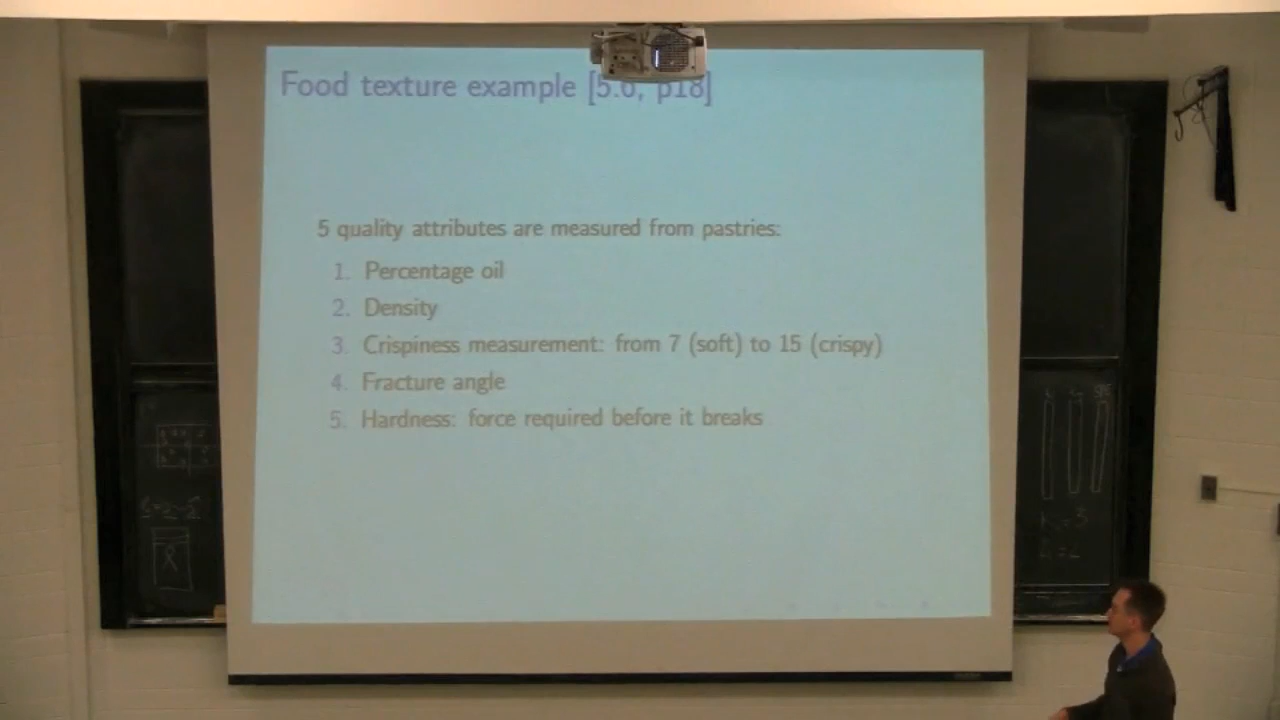 Food texture example [5.6, p18]
5 quality attributes are measured from pastries:
1. Percentage oil
2. Density
3. Crispiness measurement: from 7 (soft) to 15 (crispy)
4. Fracture angle
5. Hardness: force required before it breaks